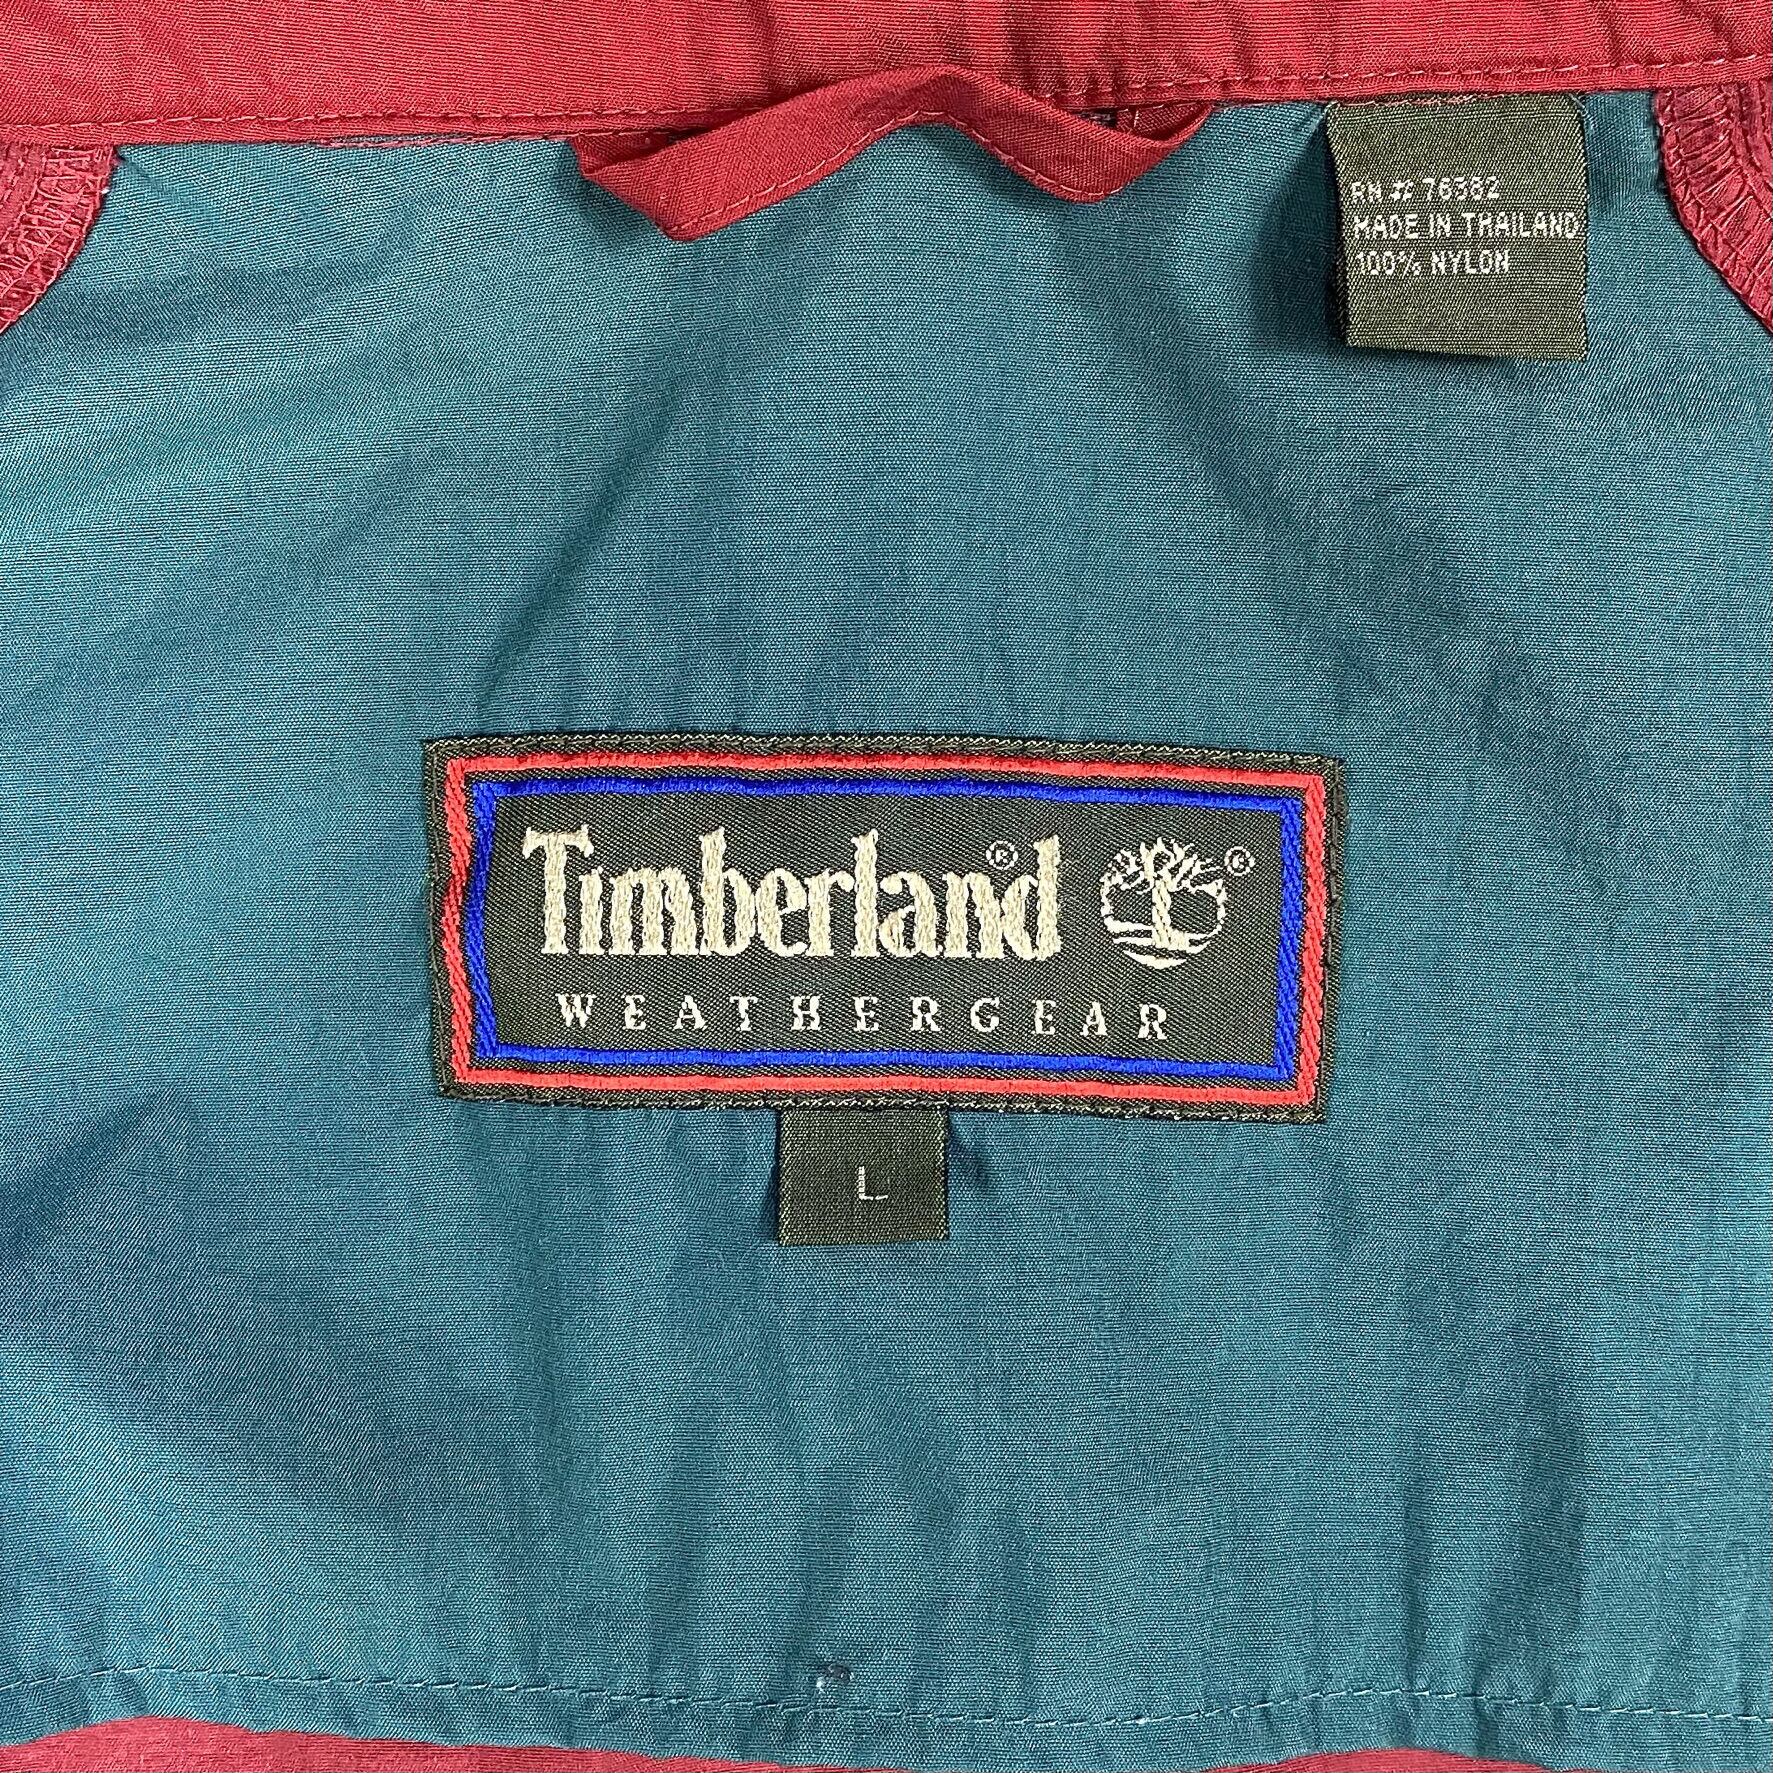 RN # 76382
MADE IN THAILAND
100% NYLON
Timberland®
®
WEATHERGEAR
L